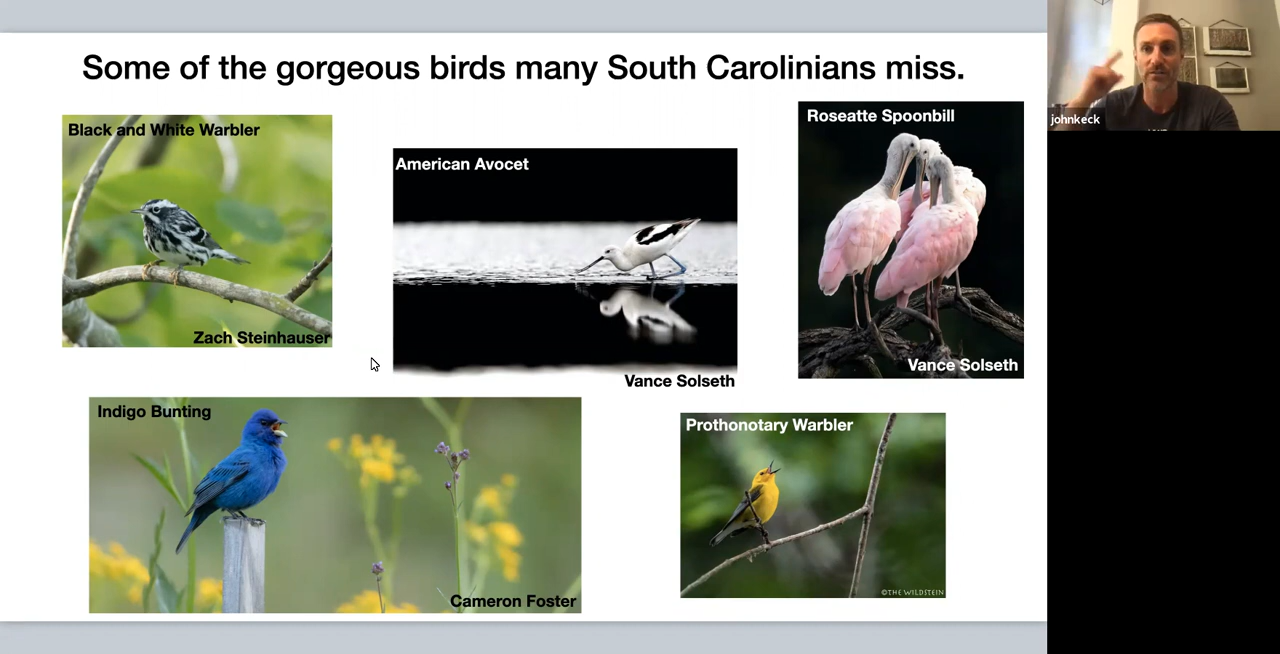 Some of the gorgeous birds many South Carolinians miss.
Black and White Warbler
Zach Steinhauser
American Avocet
Vance Solseth
Roseatte Spoonbill
Vance Solseth
Indigo Bunting
Cameron Foster
Prothonotary Warbler
©THE WILDSTEIN
johnkeck